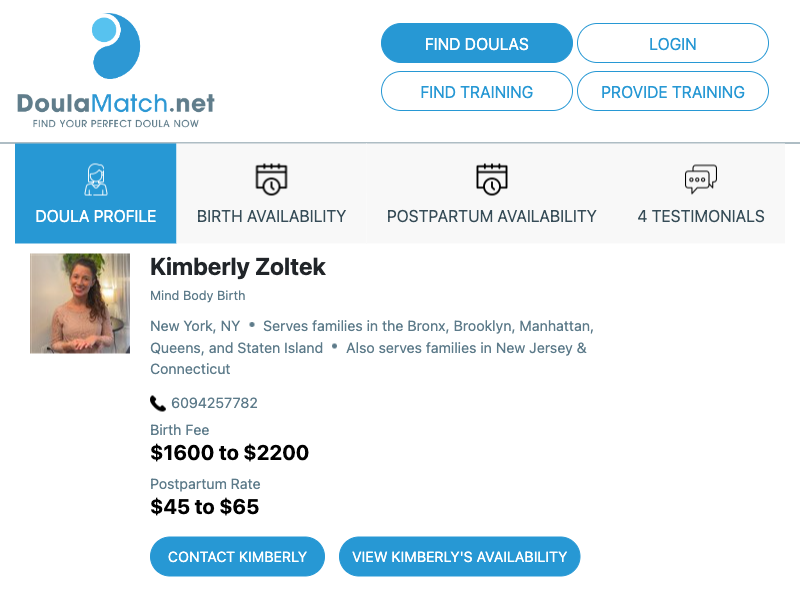 DoulaMatch.net
FIND YOUR PERFECT DOULA NOW
FIND DOULAS
LOGIN
FIND TRAINING
PROVIDE TRAINING
DOULA PROFILE
BIRTH AVAILABILITY
POSTPARTUM AVAILABILITY
4 TESTIMONIALS
Kimberly Zoltek
Mind Body Birth
New York, NY • Serves families in the Bronx, Brooklyn, Manhattan,
Queens, and Staten Island • Also serves families in New Jersey &
Connecticut
6094257782
Birth Fee
$1600 to $2200
Postpartum Rate
$45 to $65
CONTACT KIMBERLY
VIEW KIMBERLY'S AVAILABILITY